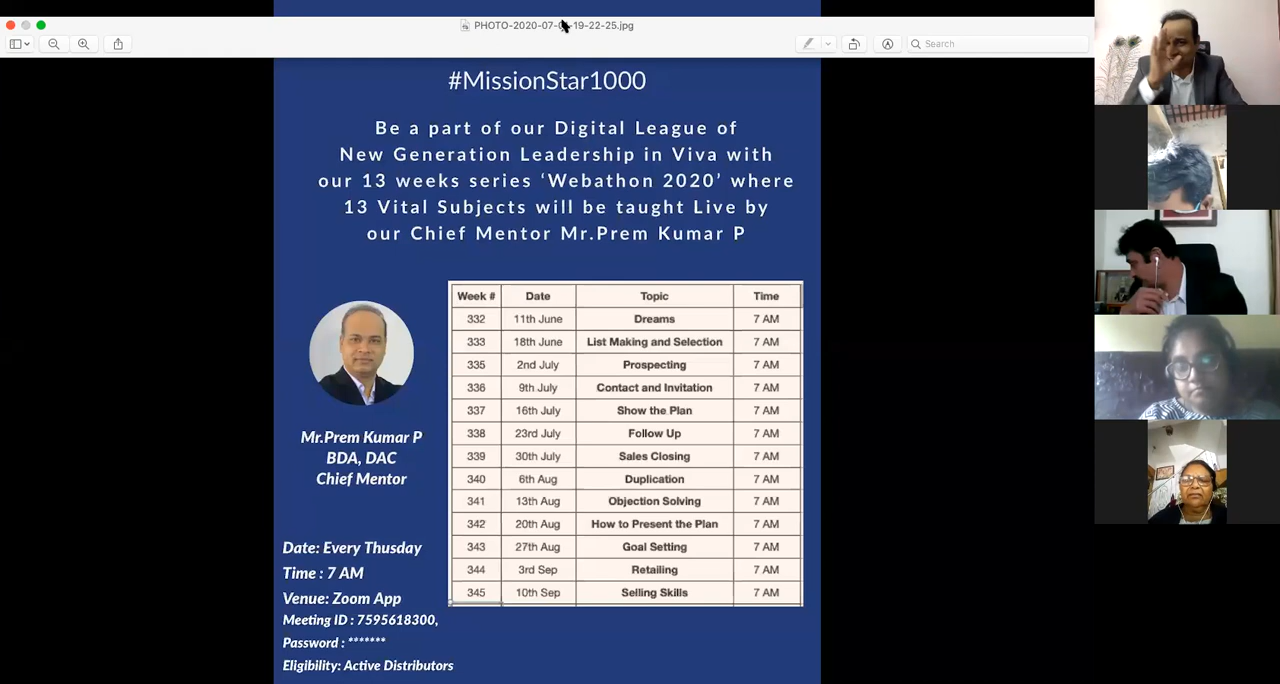 PHOTO-2020-07-0 -19-22-25.jpg
Search
#MissionStar1000
Be a part of our Digital League of
New Generation Leadership in Viva with
our 13 weeks series ‘Webathon 2020’ where
13 Vital Subjects will be taught Live by
our Chief Mentor Mr.Prem Kumar P
Week # Date Topic Time
332 11th June Dreams 7 AM
333 18th June List Making and Selection 7 AM
335 2nd July Prospecting 7 AM
336 9th July Contact and Invitation 7 AM
337 16th July Show the Plan 7 AM
338 23rd July Follow Up 7 AM
339 30th July Sales Closing 7 AM
340 6th Aug Duplication 7 AM
341 13th Aug Objection Solving 7 AM
342 20th Aug How to Present the Plan 7 AM
343 27th Aug Goal Setting 7 AM
344 3rd Sep Retailing 7 AM
345 10th Sep Selling Skills 7 AM
Mr.Prem Kumar P
BDA, DAC
Chief Mentor
Date: Every Thusday
Time : 7 AM
Venue: Zoom App
Meeting ID : 7595618300,
Password : *******
Eligibility: Active Distributors